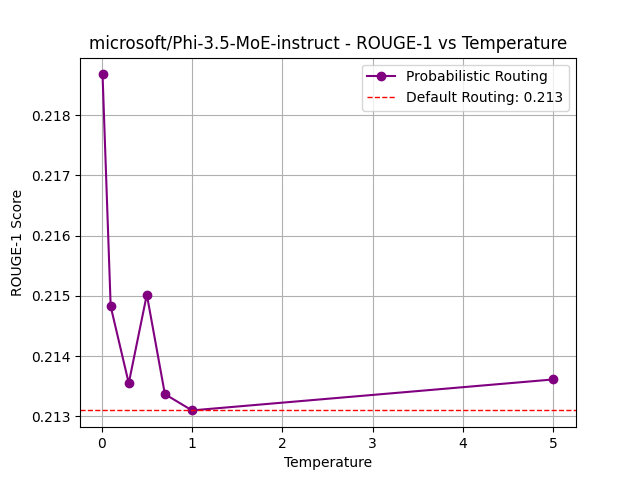 microsoft/Phi-3.5-MoE-instruct - ROUGE-1 vs Temperature
Probabilistic Routing
Default Routing: 0.213
0.218
0.217
0.216
0.215
0.214
0.213
ROUGE-1 Score
0
1
2
3
4
5
Temperature